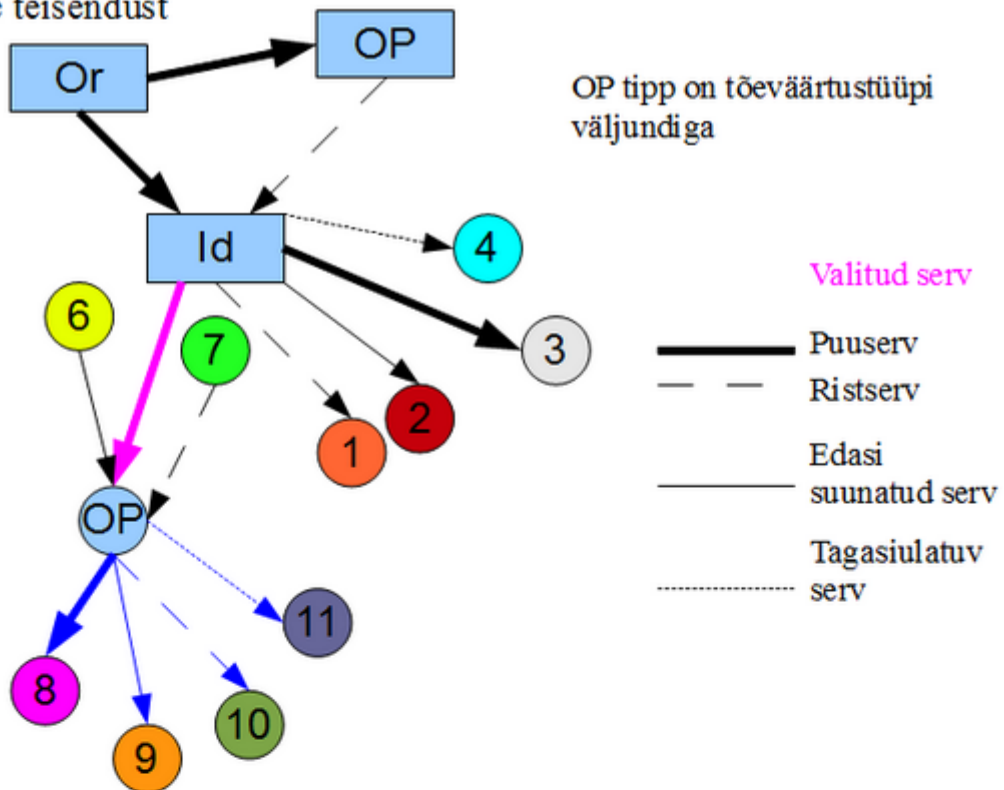 teisendust
Or
OP
OP tipp on tõeväärtustüüpi
väljundiga
Id
4
Valitud serv
6
7
3
Puuserv
Ristserv
2
1
Edasi
suunatud serv
OP
Tagasiulatuv
serv
11
8
10
9